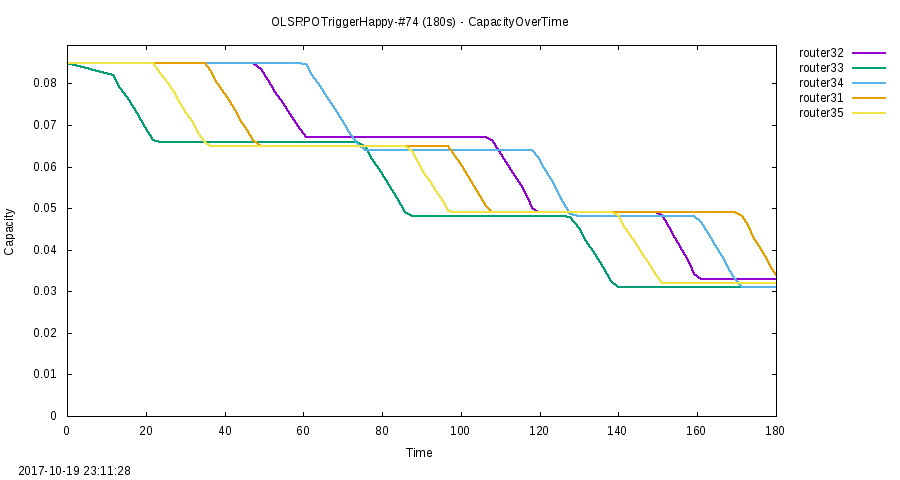 OLSRPOTriggerHappy-#74 (180s) - CapacityOverTime
router32
router33
router34
router31
router35
0.08
0.07
0.06
0.05
0.04
0.03
0.02
0.01
0
Capacity
0 20 40 60 80 100 120 140 160 180
Time
2017-10-19 23:11:28